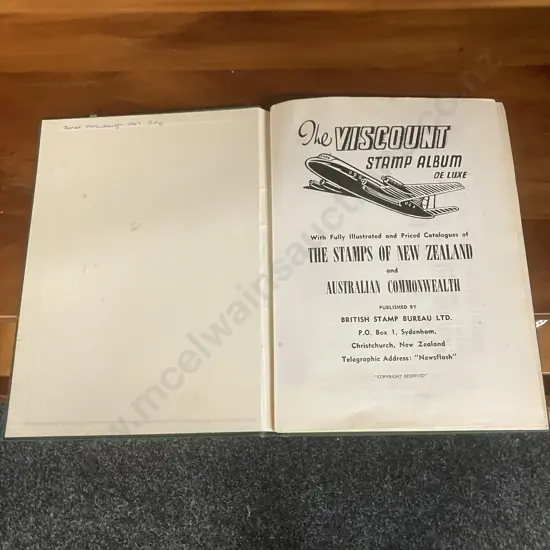 The VISCOUNT
STAMP ALBUM
DE LUXE
With Fully Illustrated and Priced Catalogues of
THE STAMPS OF NEW ZEALAND
and
AUSTRALIAN COMMONWEALTH
PUBLISHED BY
BRITISH STAMP BUREAU LTD.
P.O. Box 1, Sydenham,
Christchurch, New Zealand
Telegraphic Address: "Newsflash"
"COPYRIGHT RESERVED"